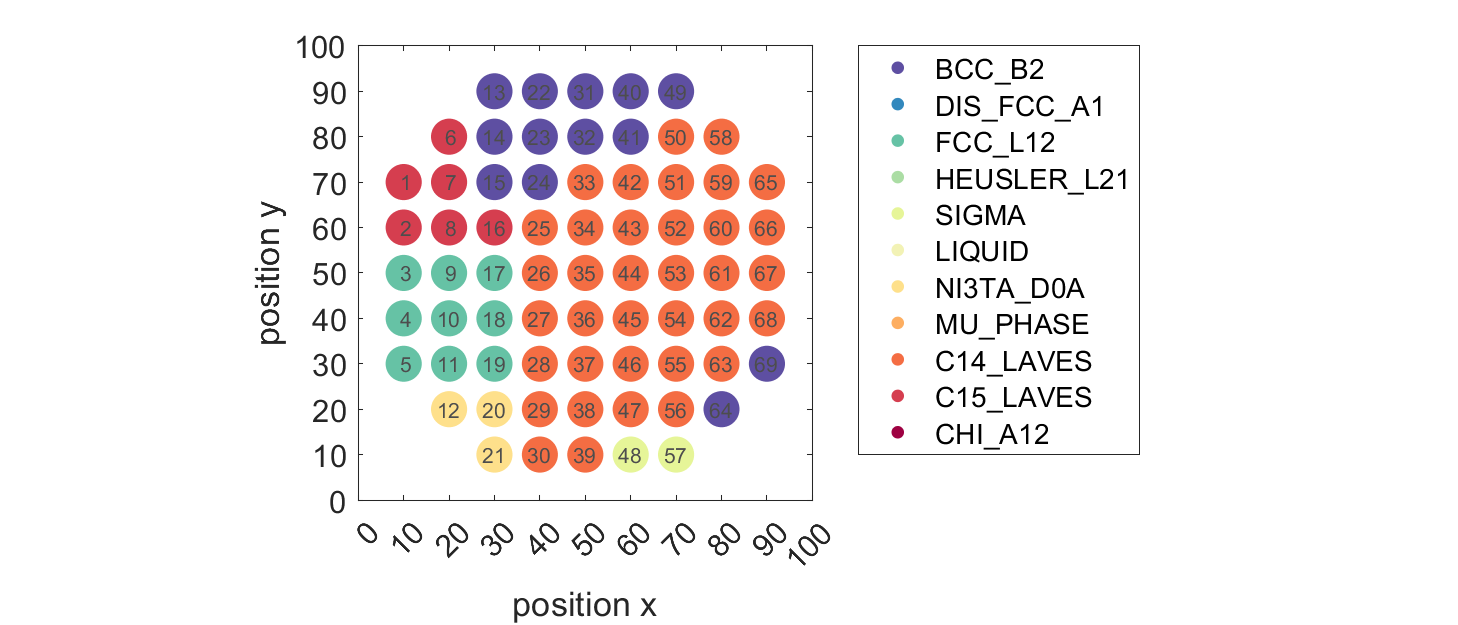 100
90
80
70
60
50
40
30
20
10
0
position y
13 22 31 40 49
6 14 23 32 41 50 58
1 7 15 24 33 42 51 59 65
2 8 16 25 34 43 52 60 66
3 9 17 26 35 44 53 61 67
4 10 18 27 36 45 54 62 68
5 11 19 28 37 46 55 63 69
12 20 29 38 47 56 64
21 30 39 48 57
0 10 20 30 40 50 60 70 80 90 100
position x
BCC_B2
DIS_FCC_A1
FCC_L12
HEUSLER_L21
SIGMA
LIQUID
NI3TA_D0A
MU_PHASE
C14_LAVES
C15_LAVES
CHI_A12